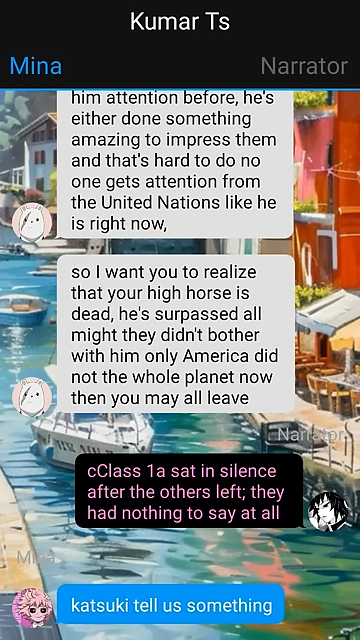 Kumar Ts
Mina
Narrator
him attention before, he's
either done something
amazing to impress them
and that's hard to do no
one gets attention from
the United Nations like he
is right now,
so I want you to realize
that your high horse is
dead, he's surpassed all
might they didn't bother
with him only America did
not the whole planet now
then you may all leave
Narrator
cClass 1a sat in silence
after the others left; they
had nothing to say at all
Mina
katsuki tell us something